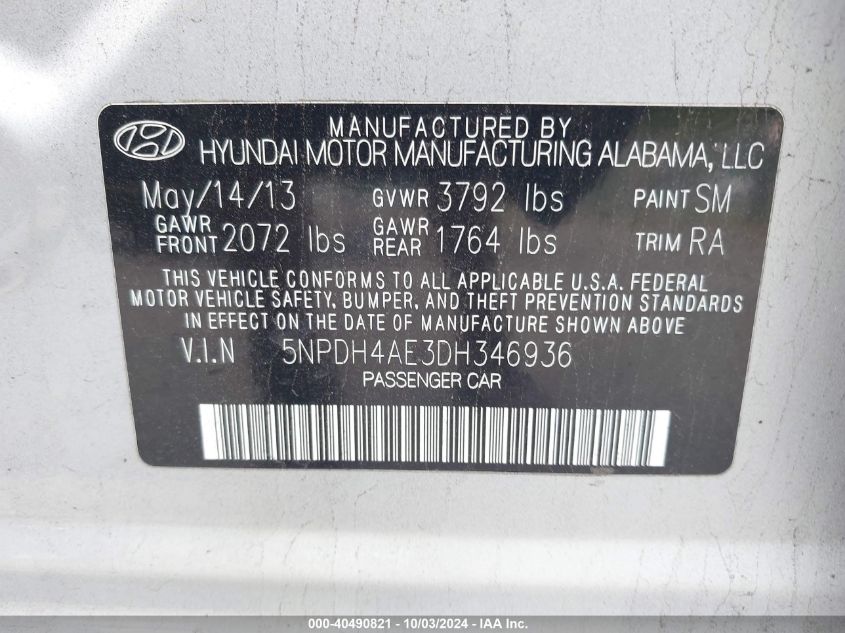 MANUFACTURED BY
HYUNDAI MOTOR MANUFACTURING ALABAMA, LLC
May/14/13 GVWR 3792 lbs PAINT SM
GAWR FRONT 2072 lbs GAWR REAR 1764 lbs TRIM RA
THIS VEHICLE CONFORMS TO ALL APPLICABLE U.S.A. FEDERAL
MOTOR VEHICLE SAFETY, BUMPER, AND THEFT PREVENTION STANDARDS
IN EFFECT ON THE DATE OF MANUFACTURE SHOWN ABOVE
V.I.N 5NPDH4AE3DH346936
PASSENGER CAR
000-40490821 - 10/03/2024 - IAA, Inc.